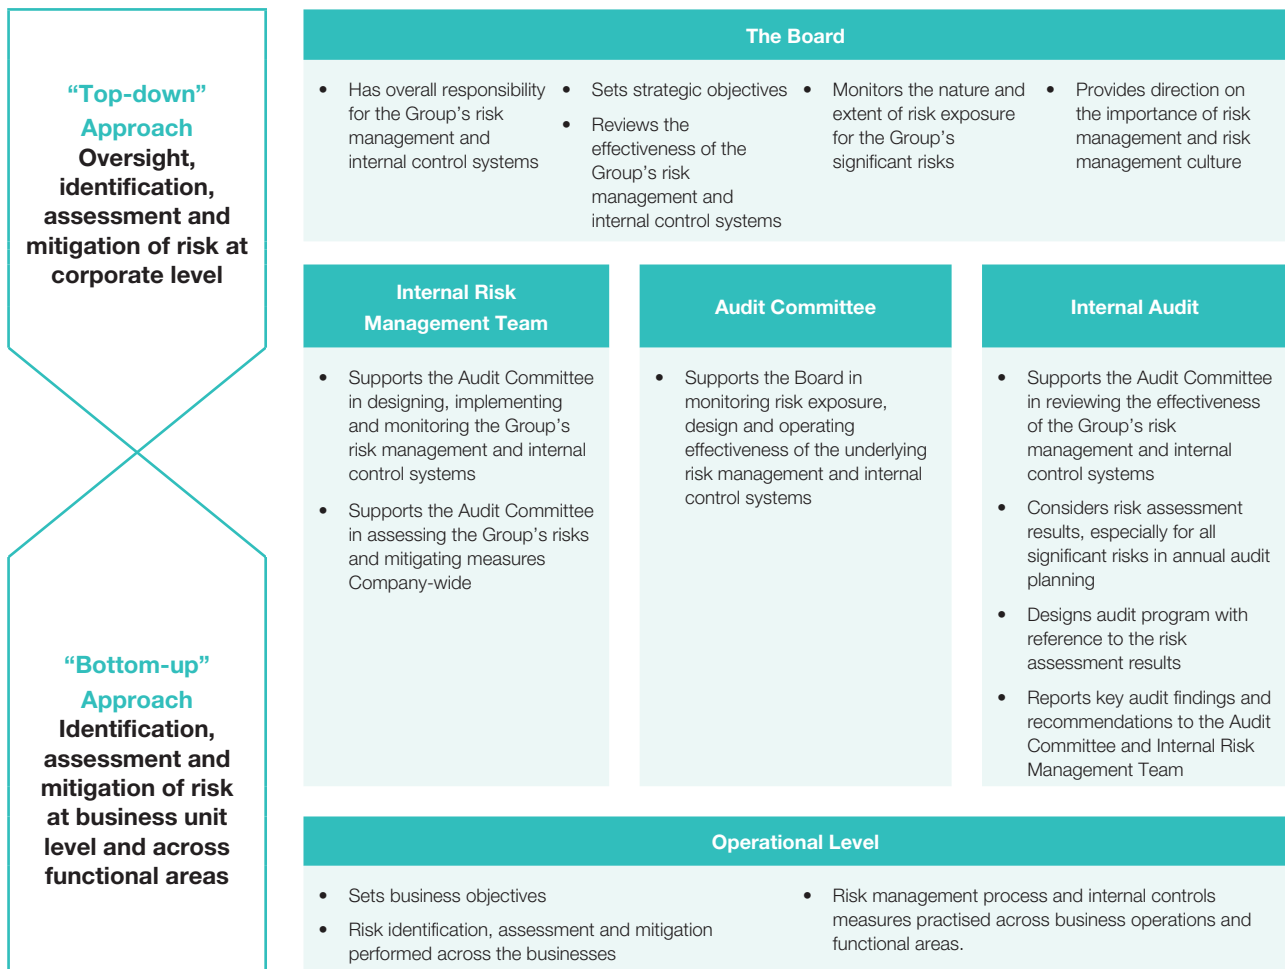 “Top-down”
Approach
Oversight,
identification,
assessment and
mitigation of risk at
corporate level
The Board
• Has overall responsibility
for the Group’s risk
management and
internal control systems
• Sets strategic objectives
• Reviews the
effectiveness of the
Group’s risk
management and
internal control systems
• Monitors the nature and
extent of risk exposure
for the Group’s
significant risks
• Provides direction on
the importance of risk
management and risk
management culture
Internal Risk
Management Team
• Supports the Audit Committee
in designing, implementing
and monitoring the Group’s
risk management and internal
control systems
• Supports the Audit Committee
in assessing the Group’s risks
and mitigating measures
Company-wide
Audit Committee
• Supports the Board in
monitoring risk exposure,
design and operating
effectiveness of the underlying
risk management and internal
control systems
Internal Audit
• Supports the Audit Committee
in reviewing the effectiveness
of the Group’s risk
management and internal
control systems
• Considers risk assessment
results, especially for all
significant risks in annual audit
planning
• Designs audit program with
reference to the risk
assessment results
• Reports key audit findings and
recommendations to the Audit
Committee and Internal Risk
Management Team
“Bottom-up”
Approach
Identification,
assessment and
mitigation of risk
at business unit
level and across
functional areas
Operational Level
• Sets business objectives
• Risk identification, assessment and mitigation
performed across the businesses
• Risk management process and internal controls
measures practised across business operations and
functional areas.